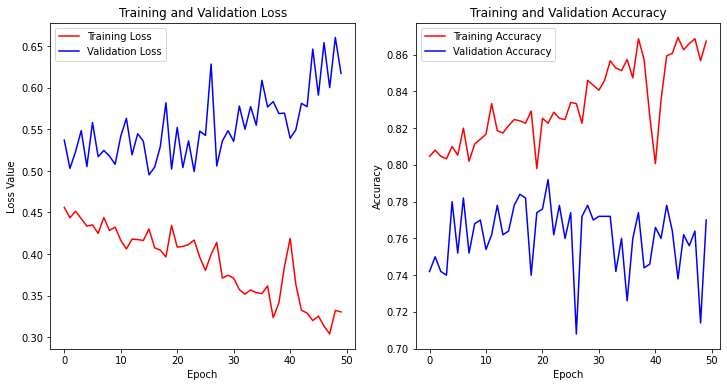 Training and Validation Loss
Training Loss
Validation Loss
0.65
0.60
0.55
0.50
0.45
0.40
0.35
0.30
Loss Value
0 10 20 30 40 50
Epoch
Training and Validation Accuracy
Training Accuracy
Validation Accuracy
0.86
0.84
0.82
0.80
0.78
0.76
0.74
0.72
0.70
Accuracy
0 10 20 30 40 50
Epoch